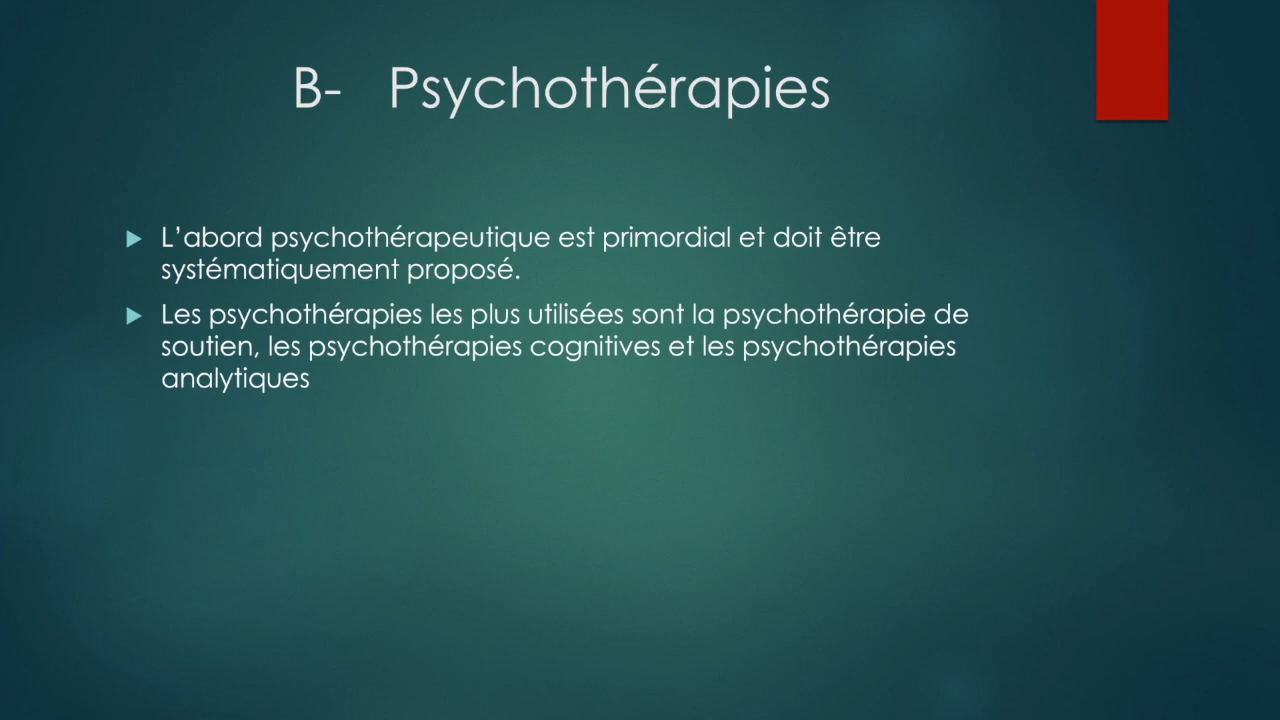 B- Psychothérapies
L’abord psychothérapeutique est primordial et doit être
systématiquement proposé.
Les psychothérapies les plus utilisées sont la psychothérapie de
soutien, les psychothérapies cognitives et les psychothérapies
analytiques